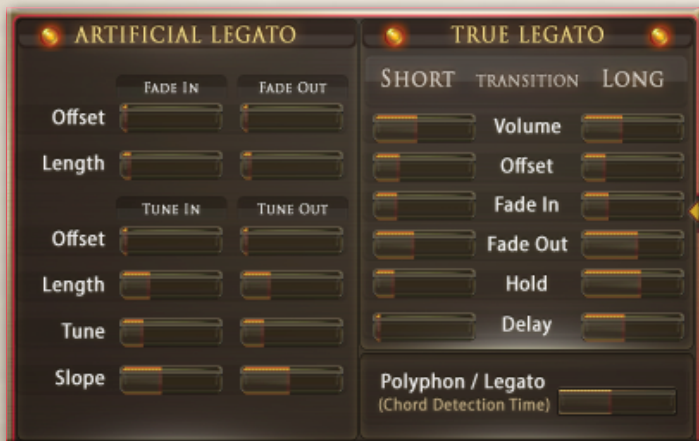 ARTIFICIAL LEGATO
FADE IN FADE OUT
Offset
Length
TUNE IN TUNE OUT
Offset
Length
Tune
Slope
TRUE LEGATO
SHORT TRANSITION LONG
Volume
Offset
Fade In
Fade Out
Hold
Delay
Polyphon / Legato
(Chord Detection Time)